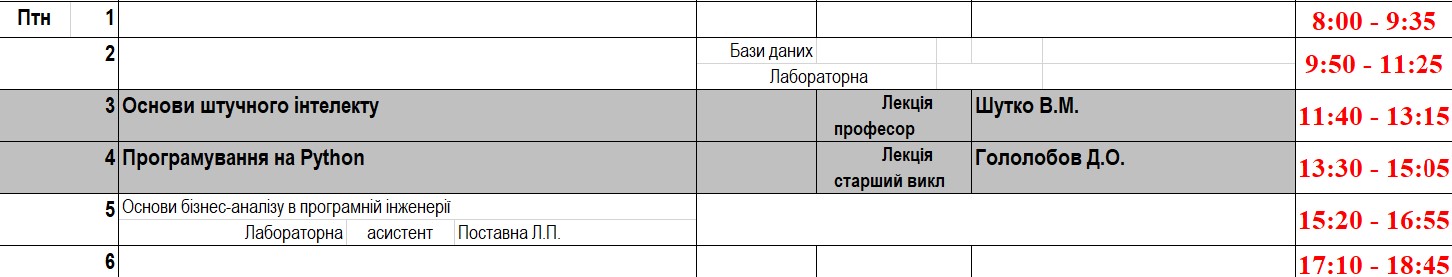 Птн 1 8:00 - 9:35
2 Бази даних 9:50 - 11:25
Лабораторна
3 Основи штучного інтелекту Лекція Шутко В.М. 11:40 - 13:15
професор
4 Програмування на Python Лекція Гололобов Д.О. 13:30 - 15:05
старший викл
5 Основи бізнес-аналізу в програмній інженерії 15:20 - 16:55
Лабораторна асистент Поставна Л.П.
6 17:10 - 18:45